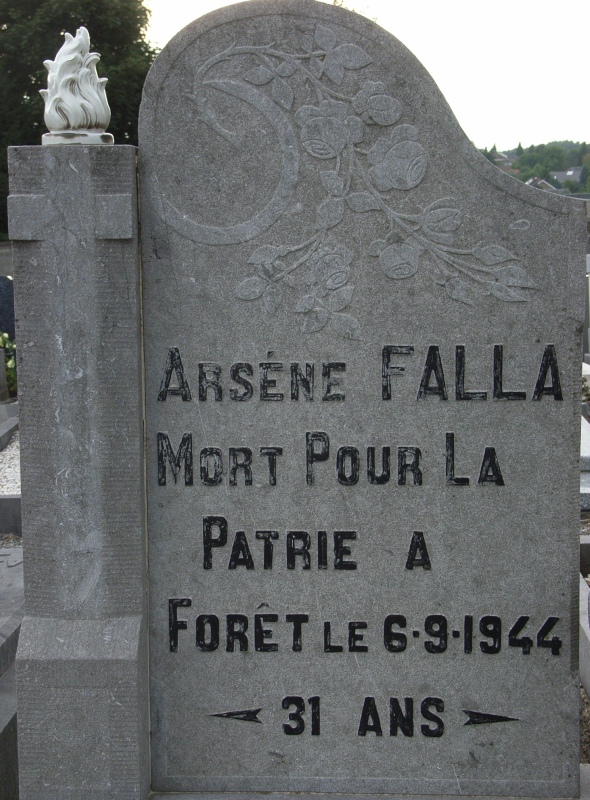 ARSÉNE FALLA
MORT POUR LA
PATRIE A
FORÊT LE 6·9·1944
31 ANS